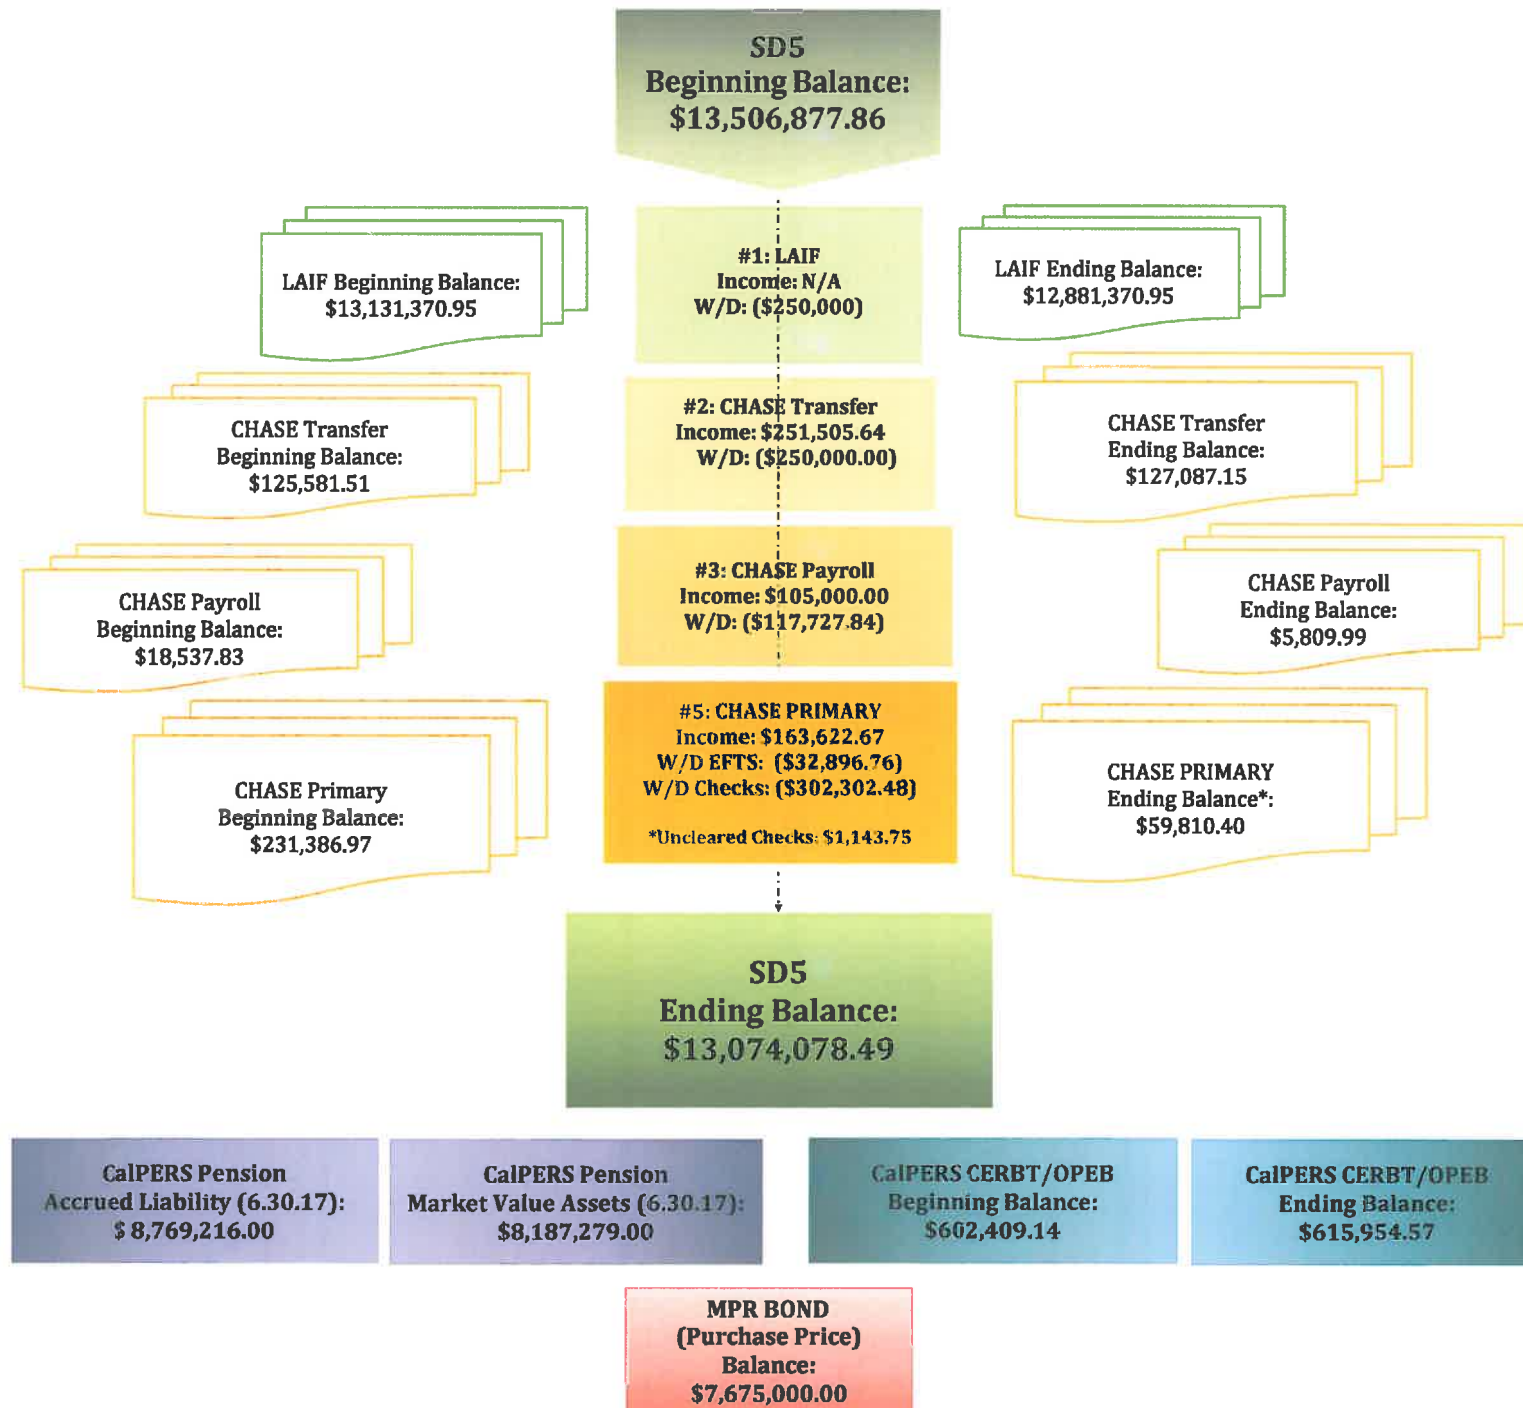 SD5
Beginning Balance:
$13,506,877.86
LAIF Beginning Balance:
$13,131,370.95
#1: LAIF
Income: N/A
W/D: ($250,000)
LAIF Ending Balance:
$12,881,370.95
CHASE Transfer
Beginning Balance:
$125,581.51
#2: CHASE Transfer
Income: $251,505.64
W/D: ($250,000.00)
CHASE Transfer
Ending Balance:
$127,087.15
CHASE Payroll
Beginning Balance:
$18,537.83
#3: CHASE Payroll
Income: $105,000.00
W/D: ($117,727.84)
CHASE Payroll
Ending Balance:
$5,809.99
CHASE Primary
Beginning Balance:
$231,386.97
#5: CHASE PRIMARY
Income: $163,622.67
W/D EFTS: ($32,896.76)
W/D Checks: ($302,302.48)
*Uncleared Checks: $1,143.75
CHASE PRIMARY
Ending Balance*:
$59,810.40
SD5
Ending Balance:
$13,074,078.49
CalPERS Pension
Accrued Liability (6.30.17):
$ 8,769,216.00
CalPERS Pension
Market Value Assets (6.30.17):
$8,187,279.00
CalPERS CERBT/OPEB
Beginning Balance:
$602,409.14
CalPERS CERBT/OPEB
Ending Balance:
$615,954.57
MPR BOND
(Purchase Price)
Balance:
$7,675,000.00